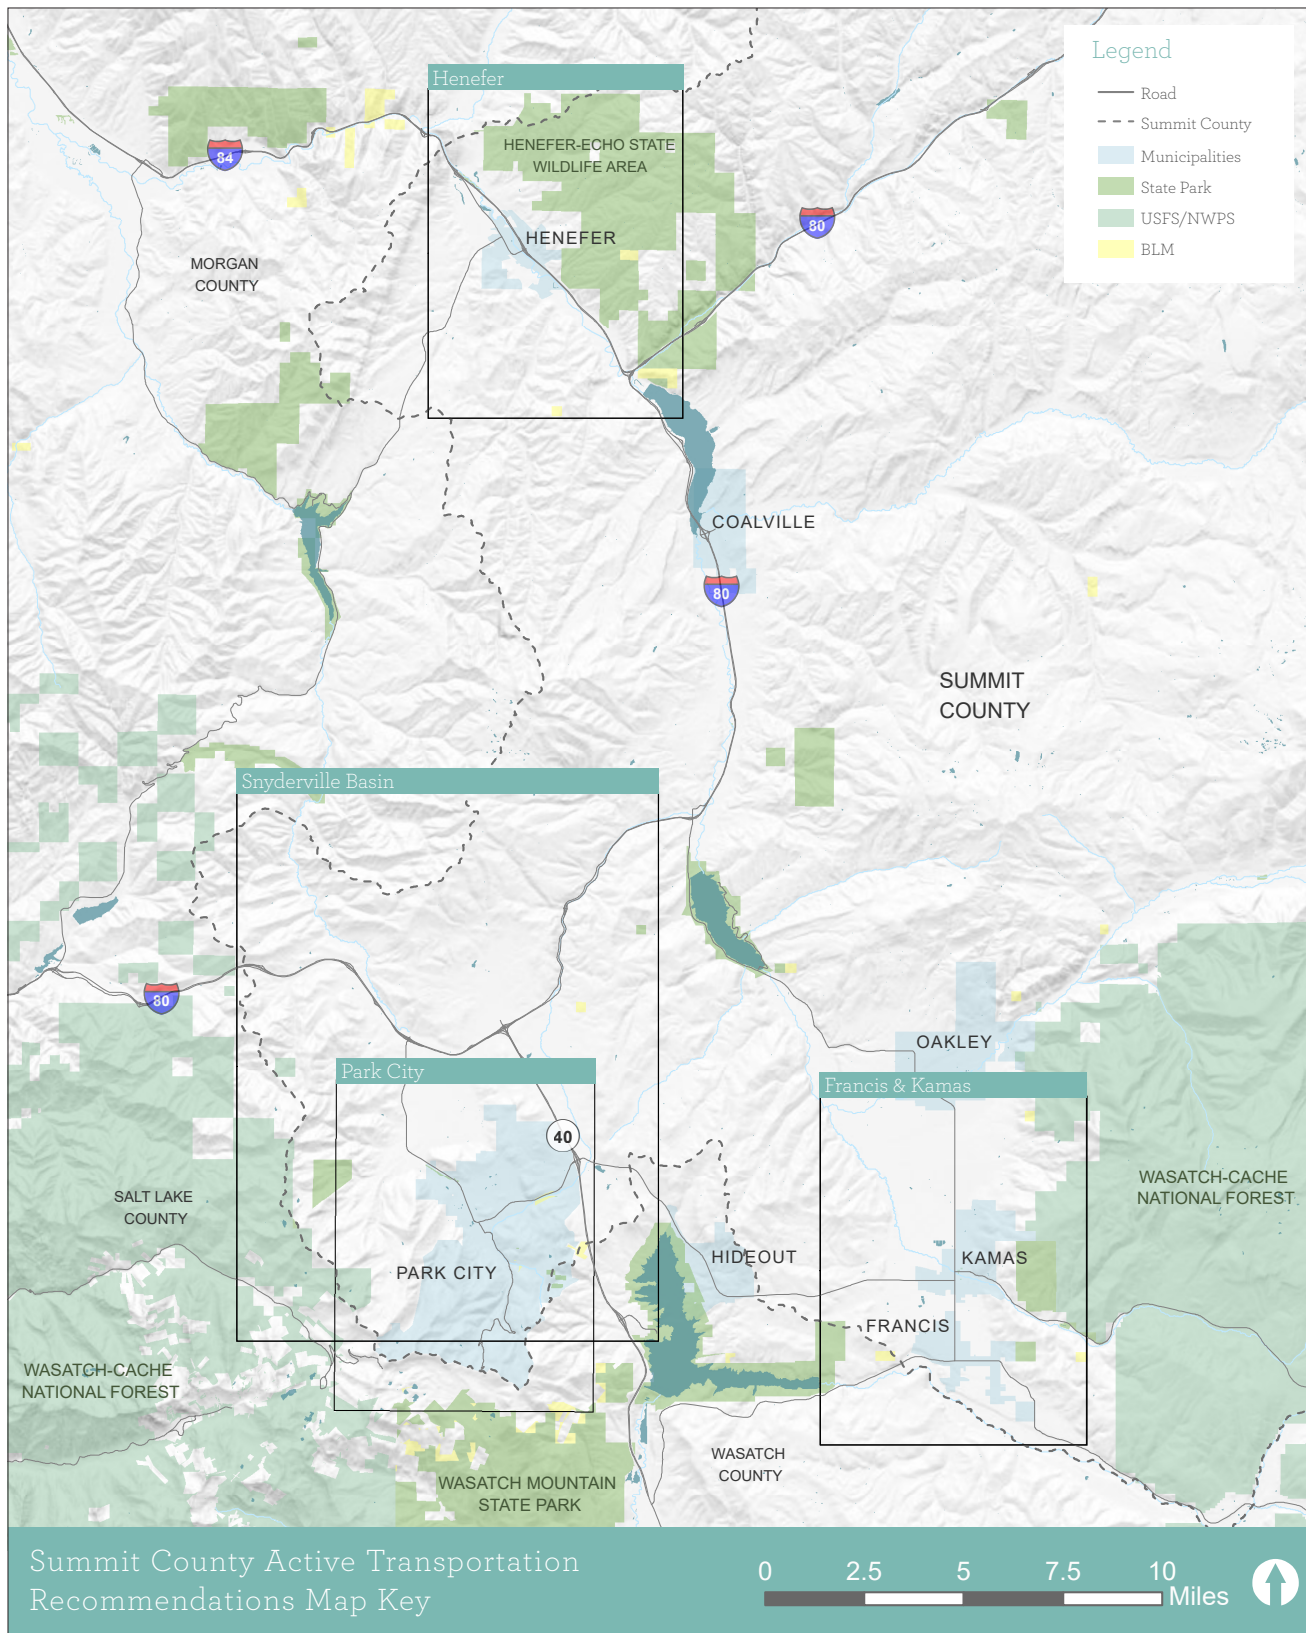 Legend
Road
Summit County
Municipalities
State Park
USFS/NWPS
BLM
Henefer
HENEFER-ECHO STATE
WILDLIFE AREA
84
80
HENEFER
MORGAN
COUNTY
COALVILLE
80
SUMMIT
COUNTY
Snyderville Basin
80
OAKLEY
Park City
Francis & Kamas
40
WASATCH-CACHE
NATIONAL FOREST
SALT LAKE
COUNTY
HIDEOUT
KAMAS
PARK CITY
FRANCIS
WASATCH-CACHE
NATIONAL FOREST
WASATCH
COUNTY
WASATCH MOUNTAIN
STATE PARK
Summit County Active Transportation
Recommendations Map Key
0 2.5 5 7.5 10
Miles